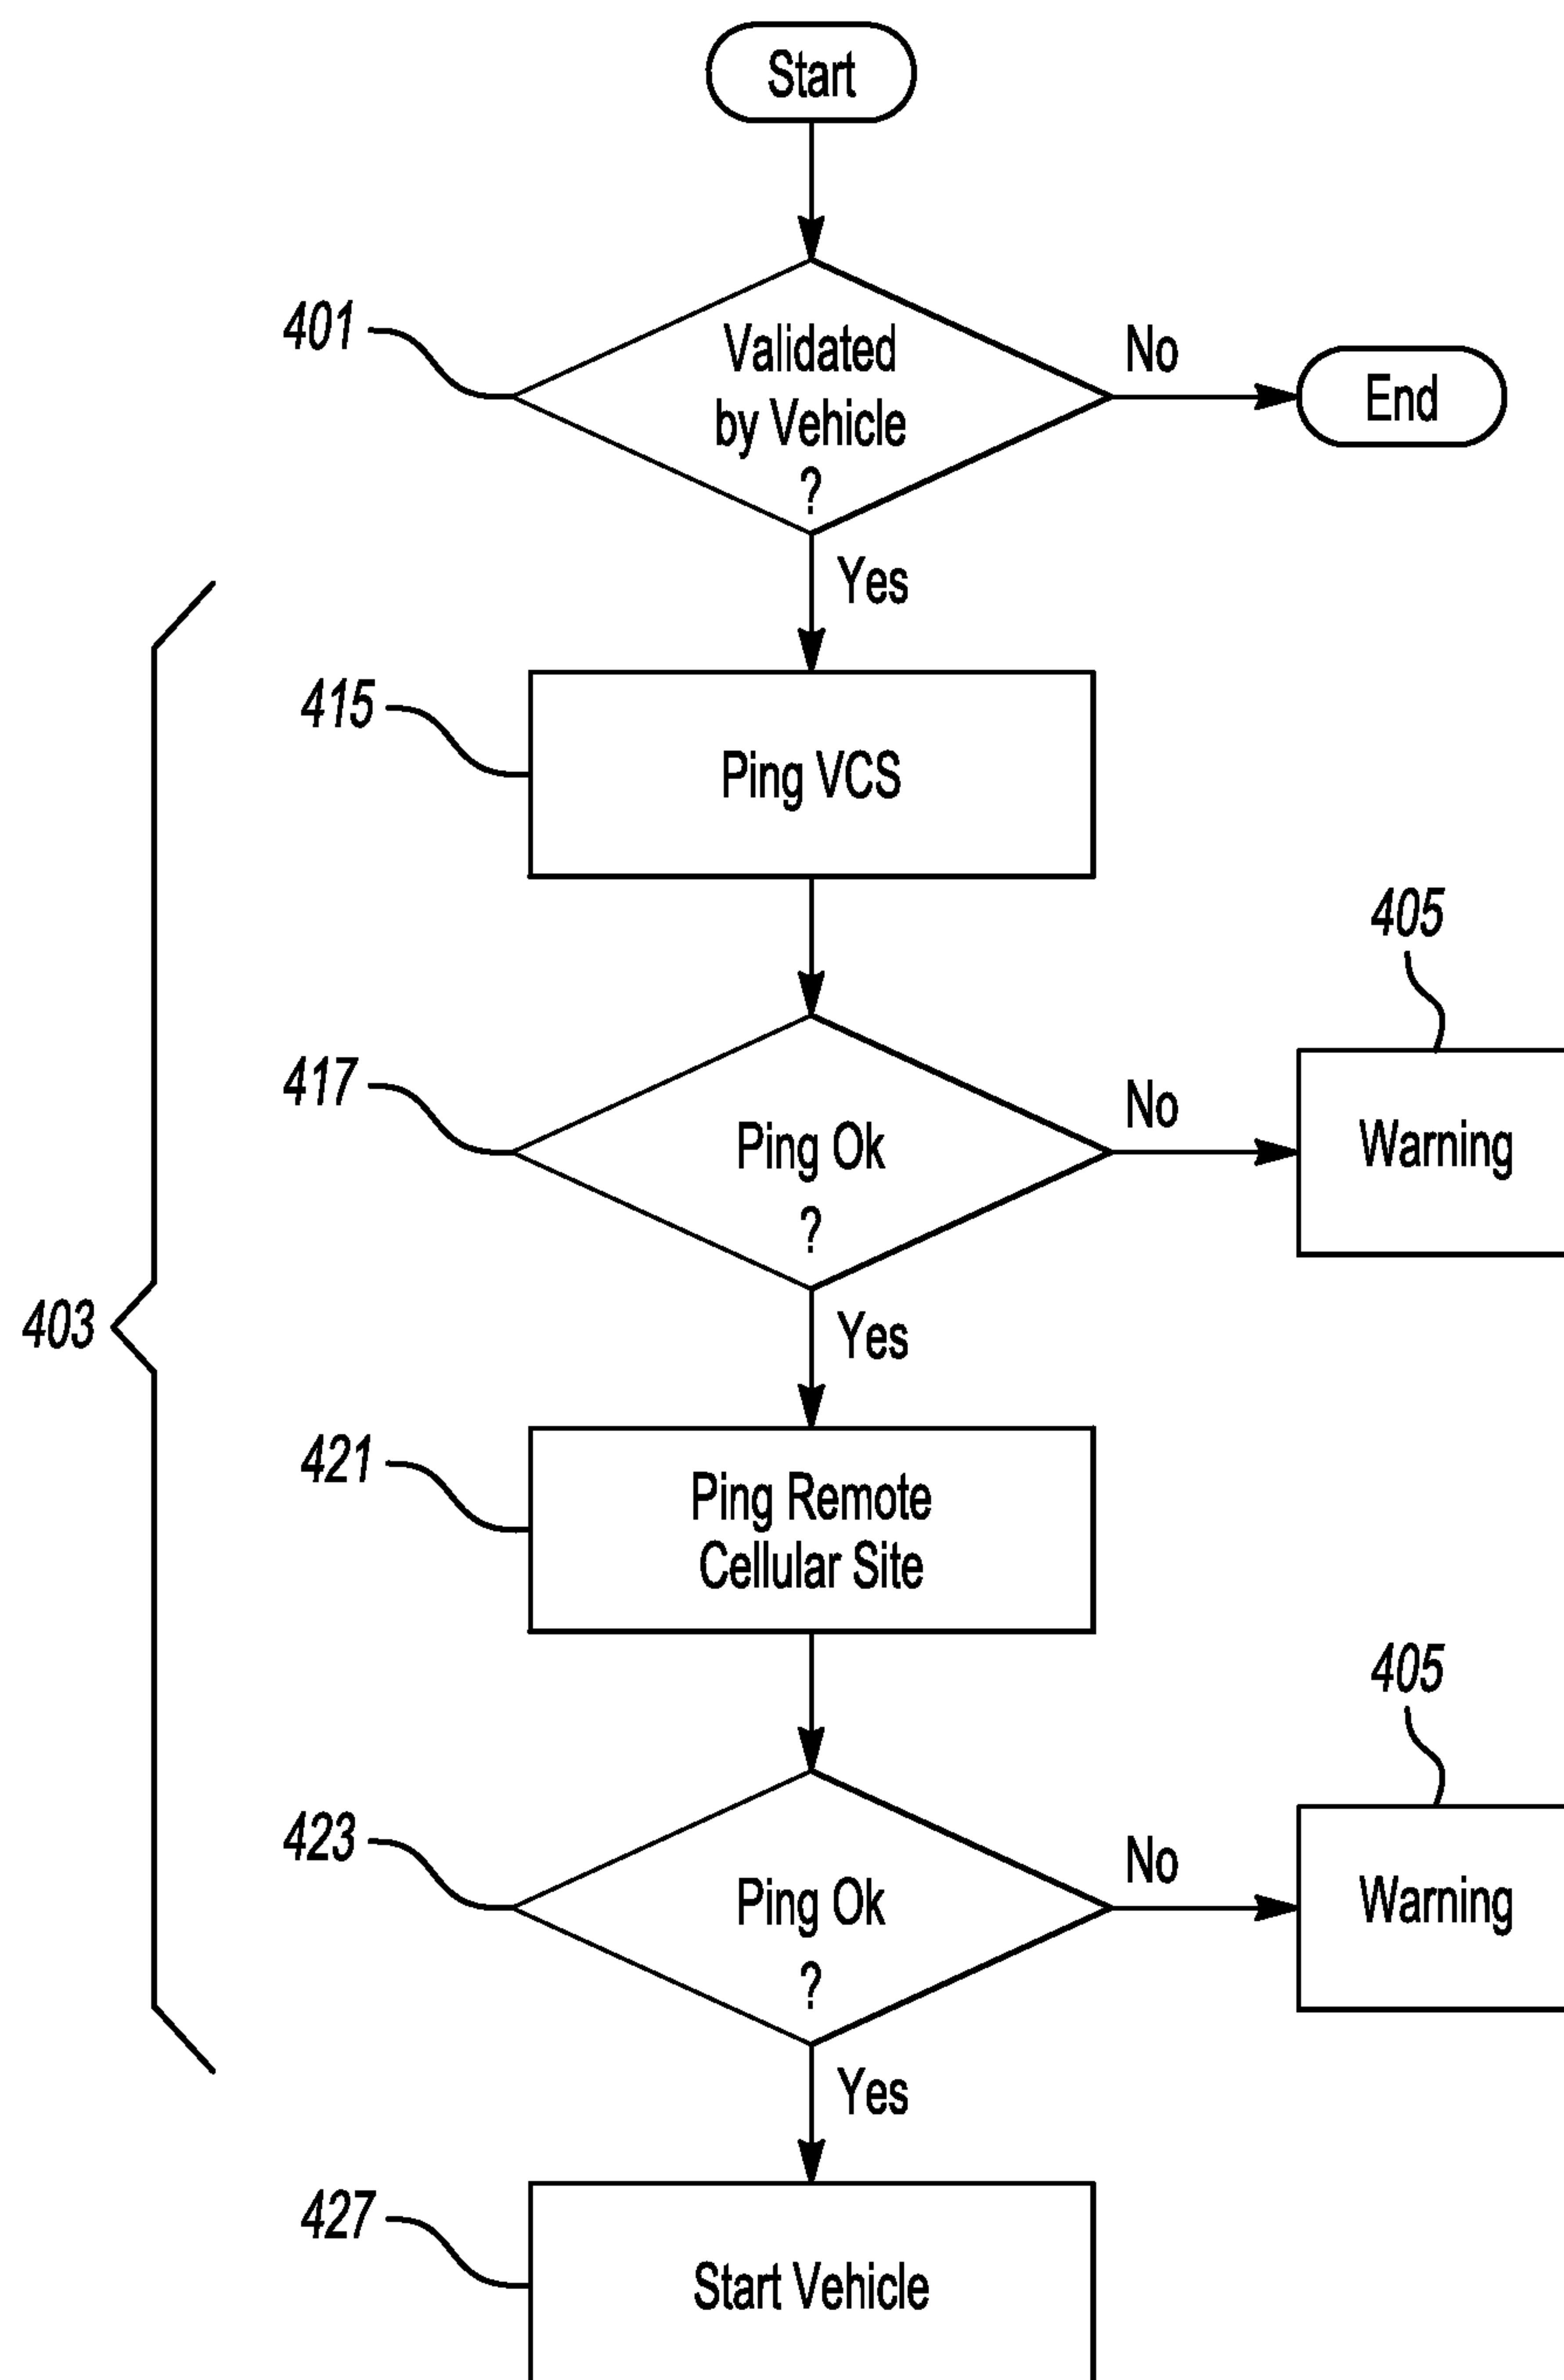 Start
401
Validated
by Vehicle
?
No
End
Yes
415
Ping VCS
405
417
Ping Ok
?
No
Warning
403
Yes
421
Ping Remote
Cellular Site
405
423
Ping Ok
?
No
Warning
Yes
427
Start Vehicle